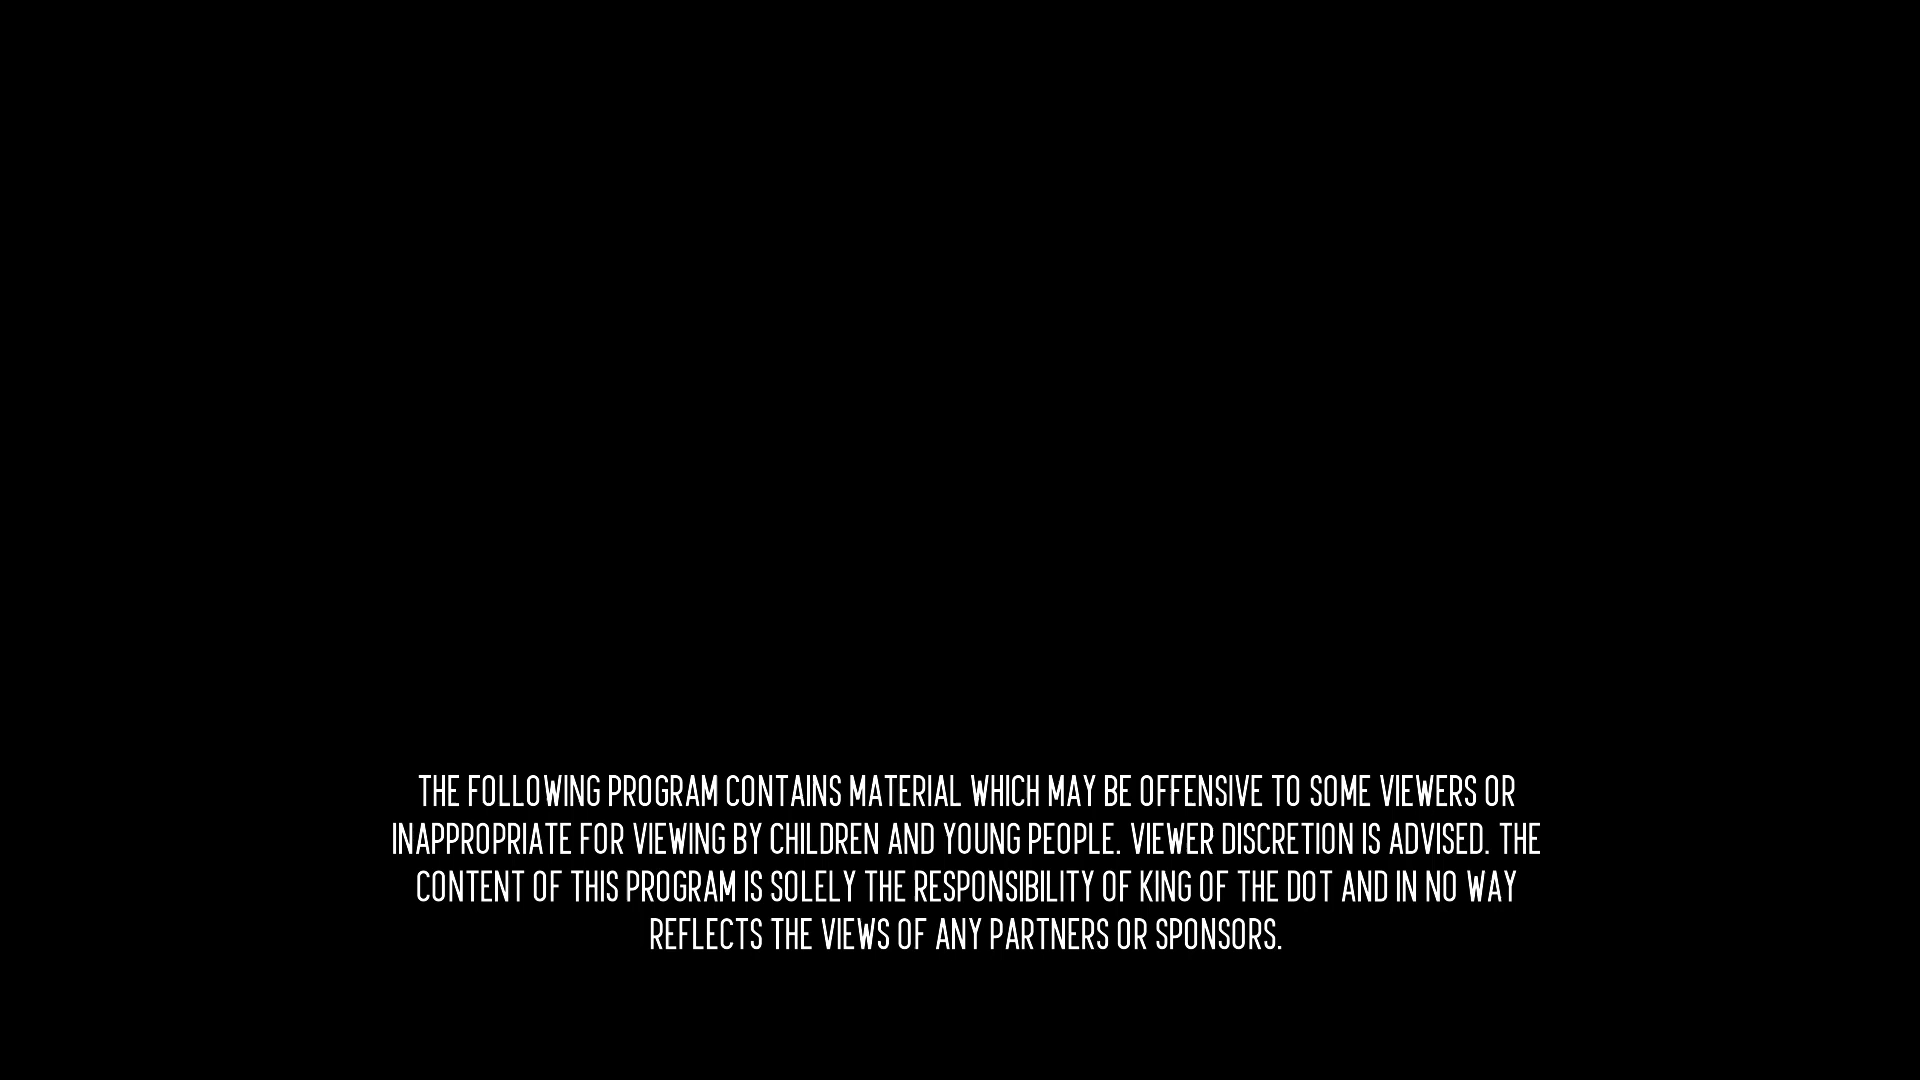 THE FOLLOWING PROGRAM CONTAINS MATERIAL WHICH MAY BE OFFENSIVE TO SOME VIEWERS OR
INAPPROPRIATE FOR VIEWING BY CHILDREN AND YOUNG PEOPLE. VIEWER DISCRETION IS ADVISED. THE
CONTENT OF THIS PROGRAM IS SOLELY THE RESPONSIBILITY OF KING OF THE DOT AND IN NO WAY
REFLECTS THE VIEWS OF ANY PARTNERS OR SPONSORS.